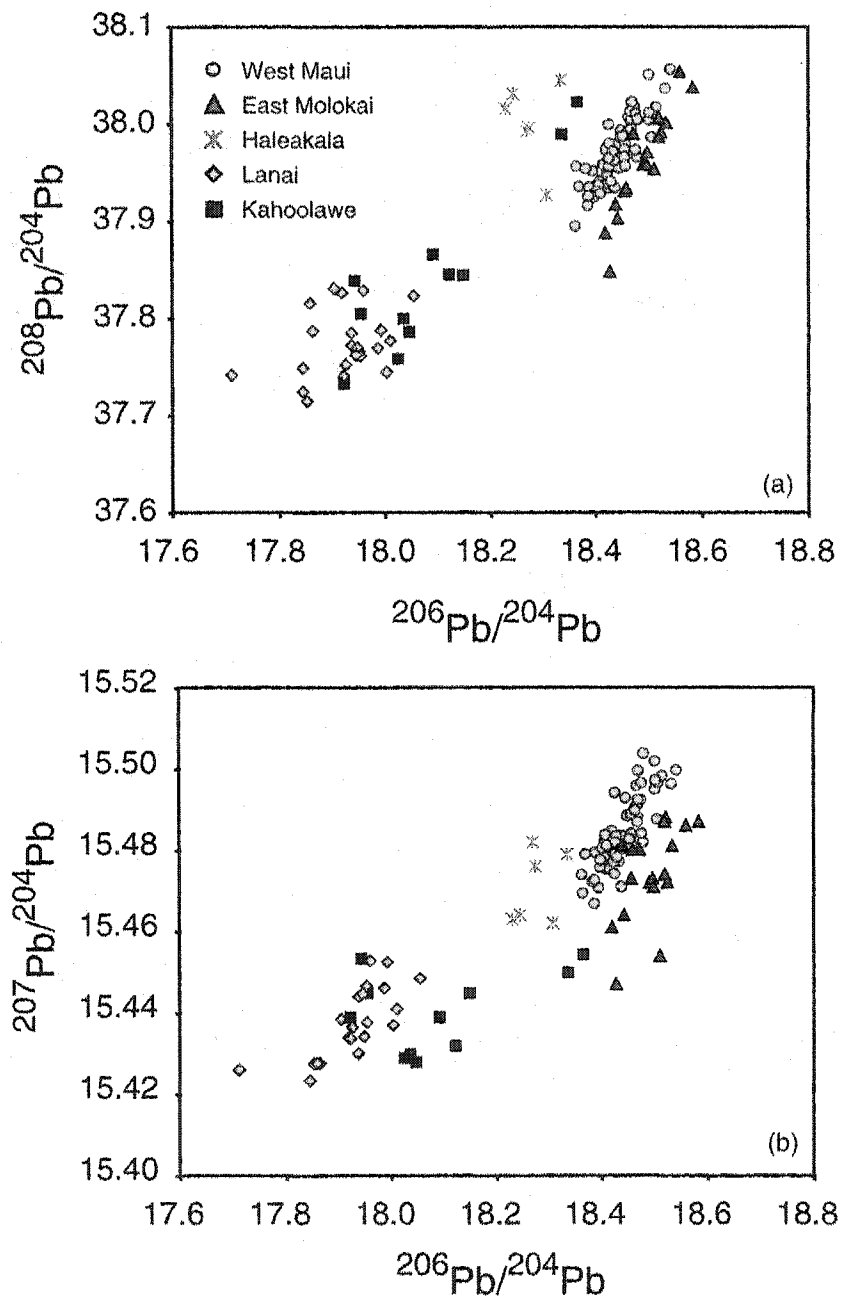 38.1
38.0
37.9
37.8
37.7
37.6
²⁰⁸Pb/²⁰⁴Pb
West Maui
East Molokai
Haleakala
Lanai
Kahoolawe
(a)
17.6 17.8 18.0 18.2 18.4 18.6 18.8
²⁰⁶Pb/²⁰⁴Pb
15.52
15.50
15.48
15.46
15.44
15.42
15.40
²⁰⁷Pb/²⁰⁴Pb
(b)
17.6 17.8 18.0 18.2 18.4 18.6 18.8
²⁰⁶Pb/²⁰⁴Pb